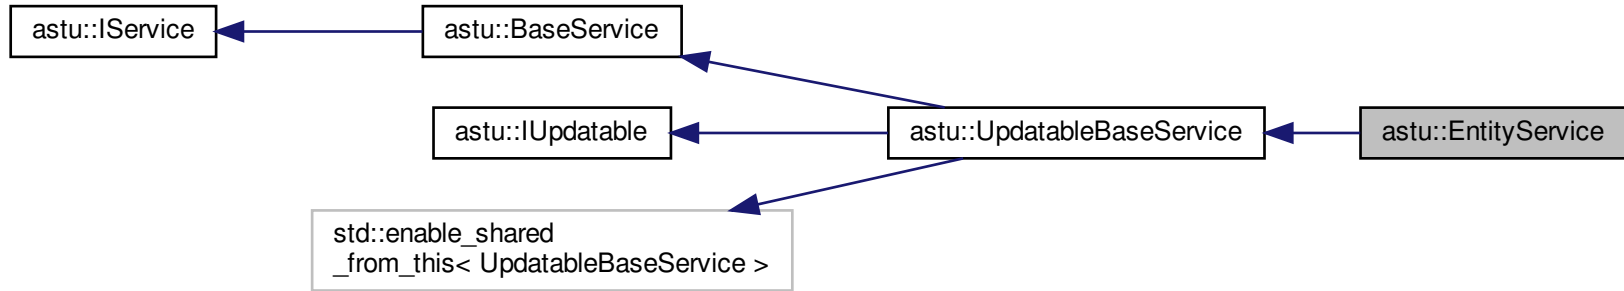 astu::IService
astu::BaseService
astu::IUpdatable
astu::UpdatableBaseService
astu::EntityService
std::enable_shared
_from_this< UpdatableBaseService >